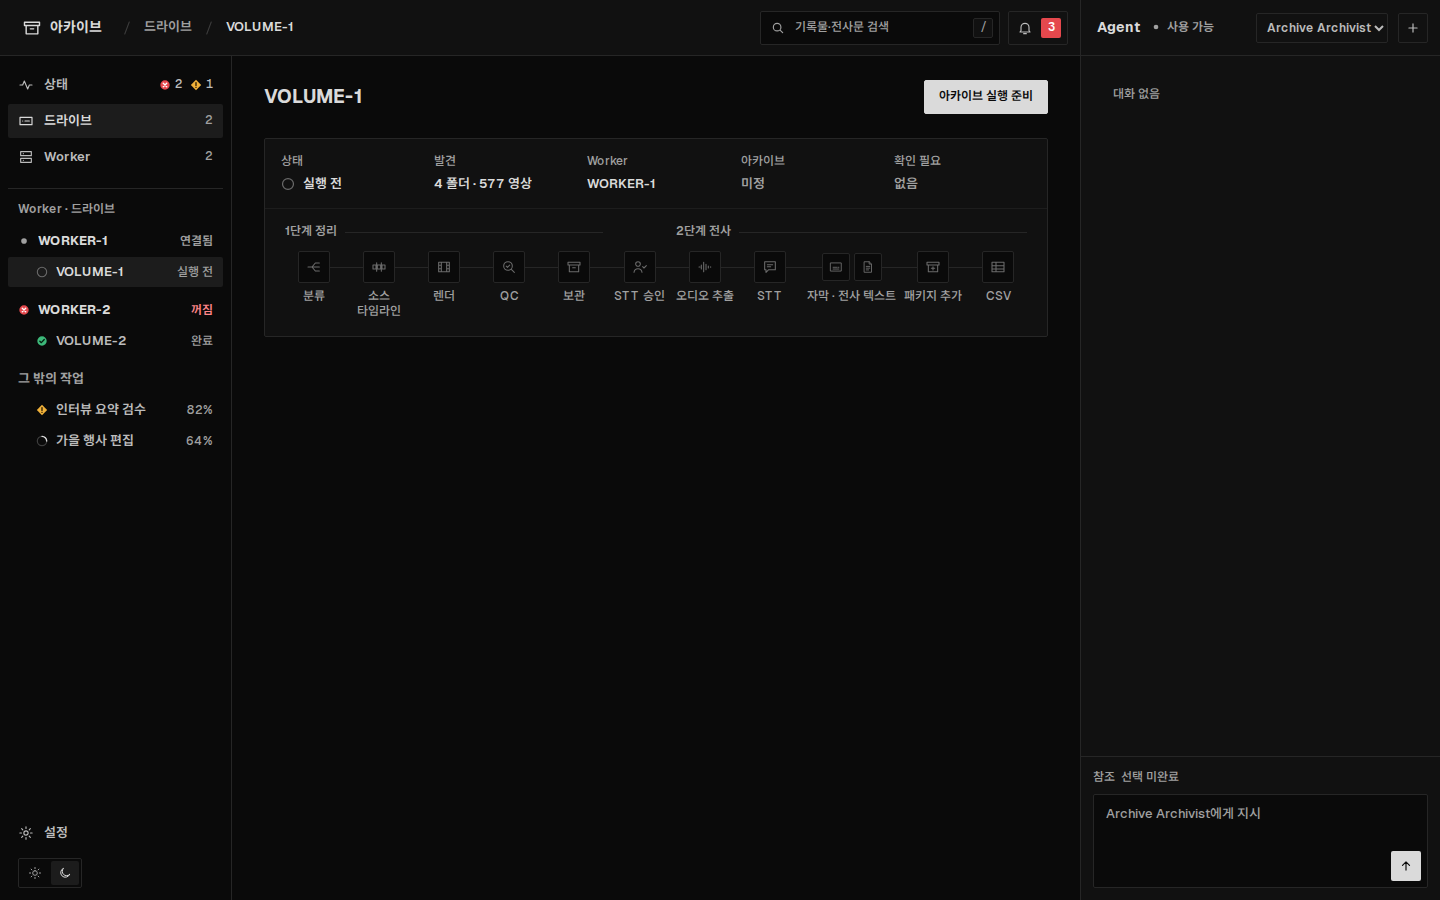 아카이브 / 드라이브 / VOLUME-1
기록물·전사문 검색 /
3
Agent 사용 가능
Archive Archivist
상태 2 1
드라이브 2
Worker 2
Worker · 드라이브
WORKER-1 연결됨
VOLUME-1 실행 전
WORKER-2 꺼짐
VOLUME-2 완료
그 밖의 작업
인터뷰 요약 검수 82%
가을 행사 편집 64%
설정
VOLUME-1
아카이브 실행 준비
상태 발견 Worker 아카이브 확인 필요
실행 전 4 폴더 · 577 영상 WORKER-1 미정 없음
1단계 정리 2단계 전사
분류 소스 렌더 QC 보관 STT 승인 오디오 추출 STT 자막 · 전사 텍스트 패키지 추가 CSV
타임라인
대화 없음
참조 선택 미완료
Archive Archivist에게 지시